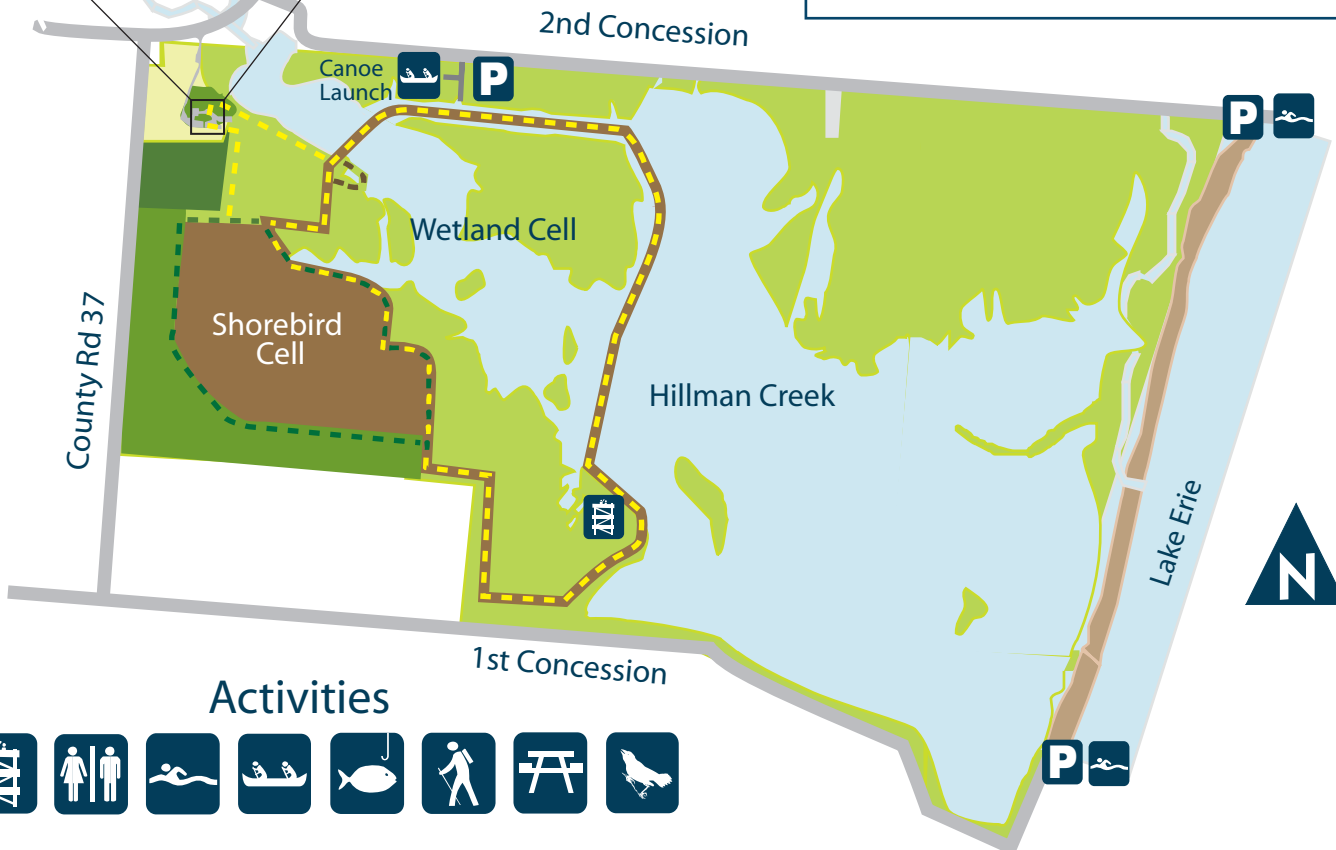 2nd Concession
Canoe
Launch
P
P
Wetland Cell
Shorebird
Cell
County Rd 37
Hillman Creek
Lake Erie
N
1st Concession
Activities
P